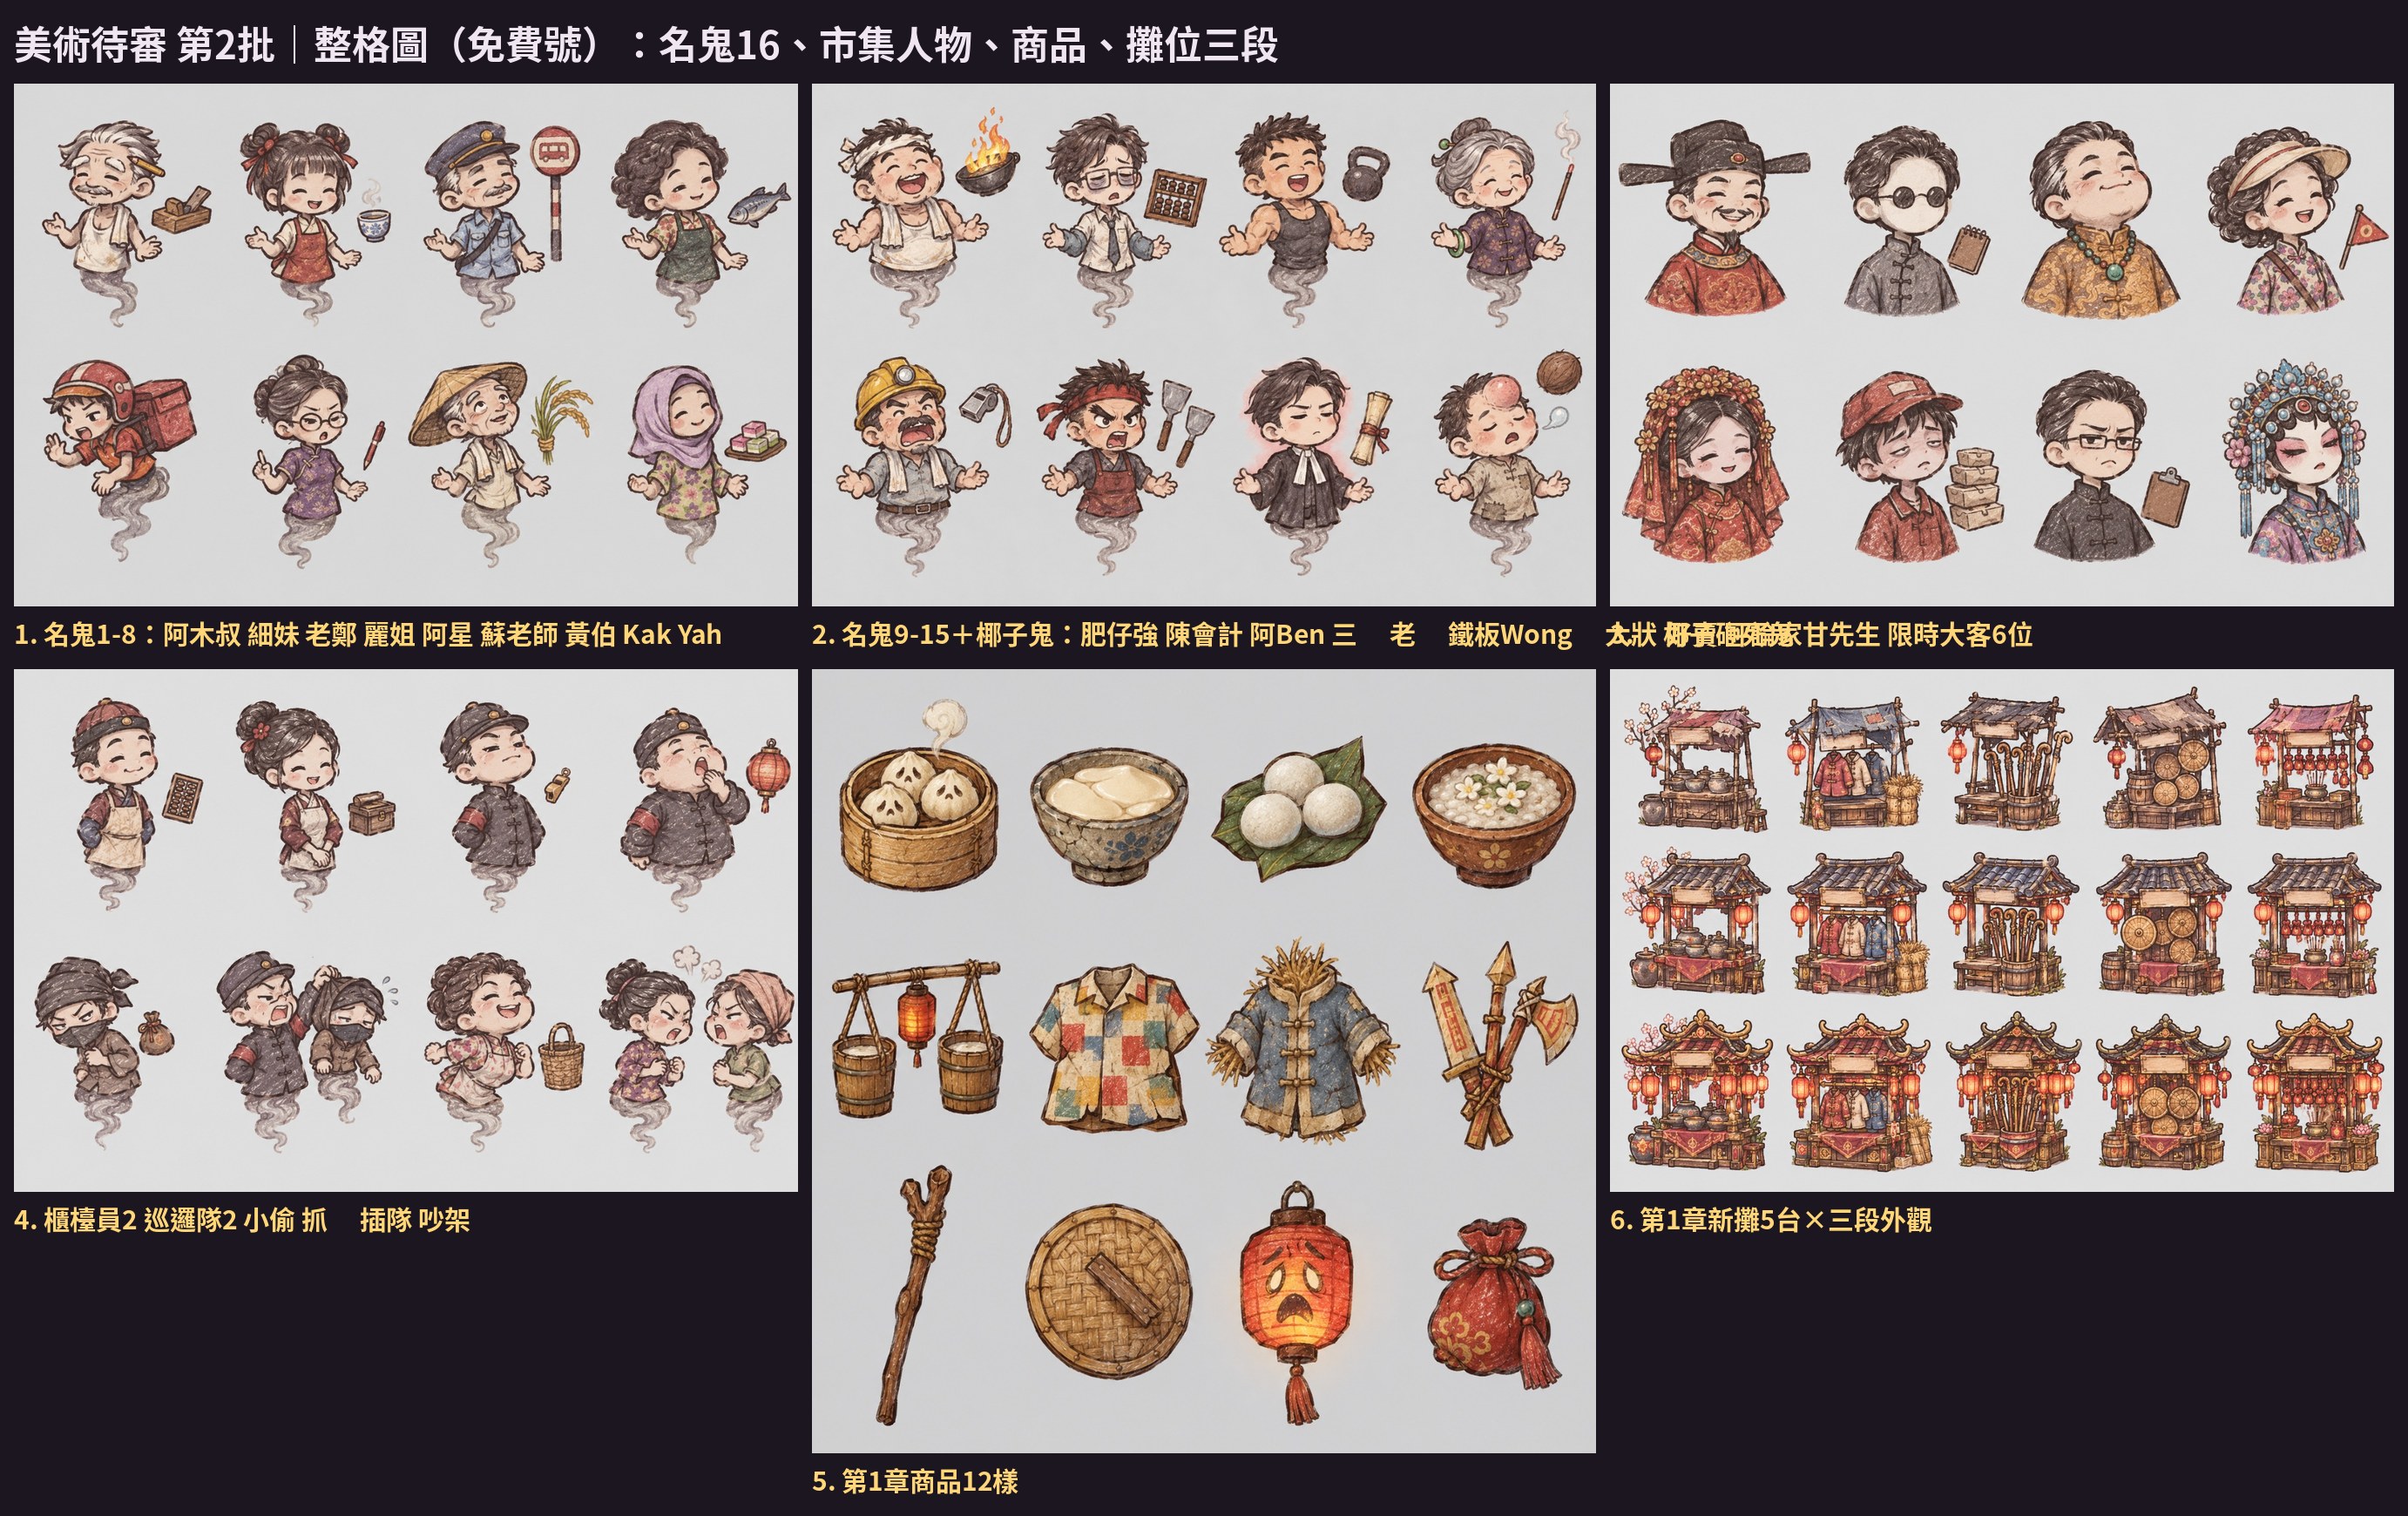 美術待審 第2批｜整格圖（免費號）：名鬼16、市集人物、商品、攤位三段
1. 名鬼1-8：阿木叔 細妹 老鄭 麗姐 阿星 蘇老師 黃伯 Kak Yah
2. 名鬼9-15＋椰子鬼：肥仔強 陳會計 阿Ben 三 老 鐵板Wong 大狀
甘先生 限時大客6位
4. 櫃檯員2 巡邏隊2 小偷 抓 插隊 吵架
5. 第1章商品12樣
6. 第1章新攤5台×三段外觀